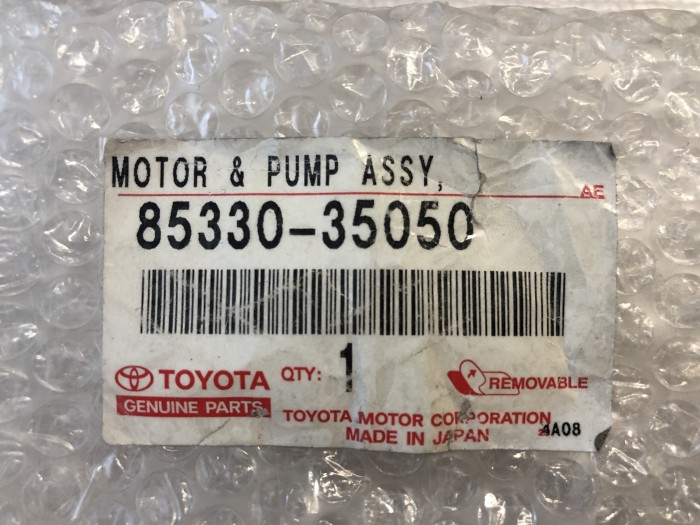 MOTOR & PUMP ASSY,
AE
85330-35050
TOYOTA QTY: 1 REMOVABLE
GENUINE PARTS
TOYOTA MOTOR CORPORATION
MADE IN JAPAN 4A08